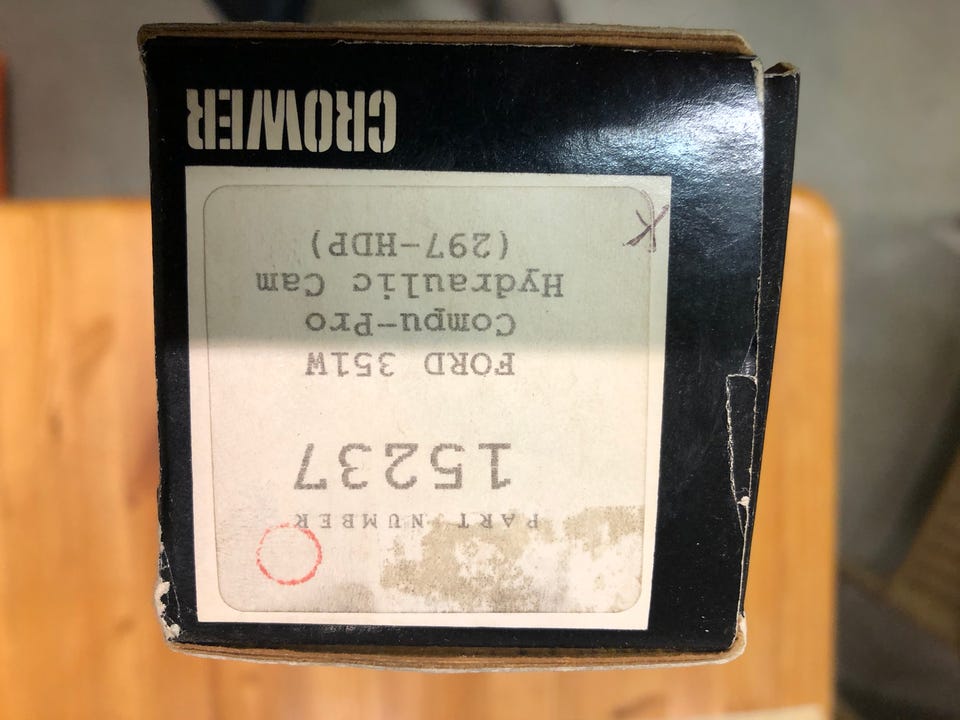 PART NUMBER
15237
FORD 351W
Compu-Pro
Hydraulic Cam
(297-HDP)
CROWER